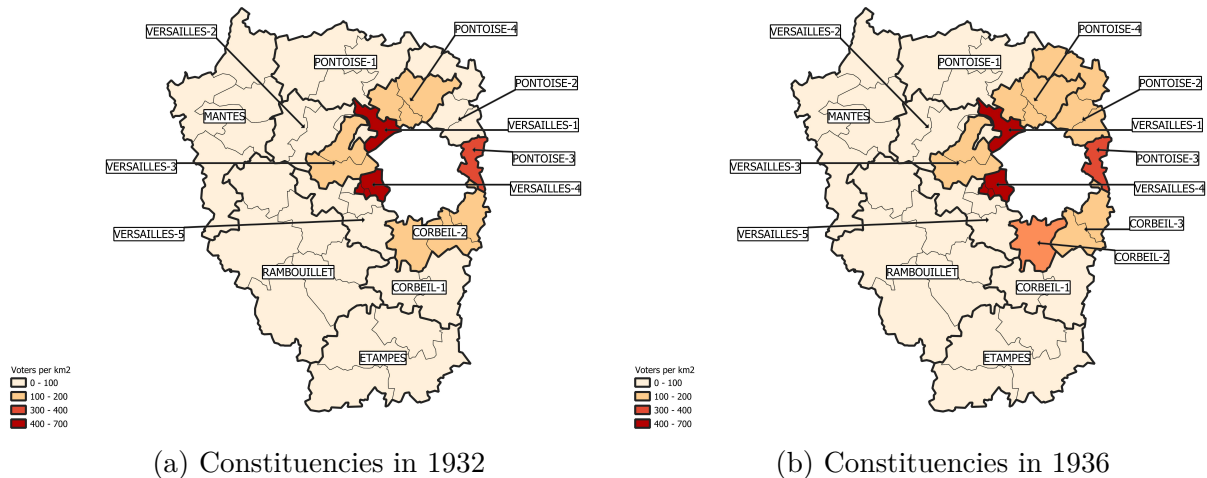 VERSAILLES-2
PONTOISE-4
PONTOISE-1
PONTOISE-2
MANTES
VERSAILLES-1
PONTOISE-3
VERSAILLES-3
VERSAILLES-4
VERSAILLES-5
CORBEIL-2
RAMBOUILLET
CORBEIL-1
ETAMPES
Voters per km2
0 - 100
100 - 200
300 - 400
400 - 700
(a) Constituencies in 1932
VERSAILLES-2
PONTOISE-4
PONTOISE-1
PONTOISE-2
MANTES
VERSAILLES-1
PONTOISE-3
VERSAILLES-3
VERSAILLES-4
CORBEIL-3
VERSAILLES-5
CORBEIL-2
RAMBOUILLET
CORBEIL-1
ETAMPES
Voters per km2
0 - 100
100 - 200
300 - 400
400 - 700
(b) Constituencies in 1936